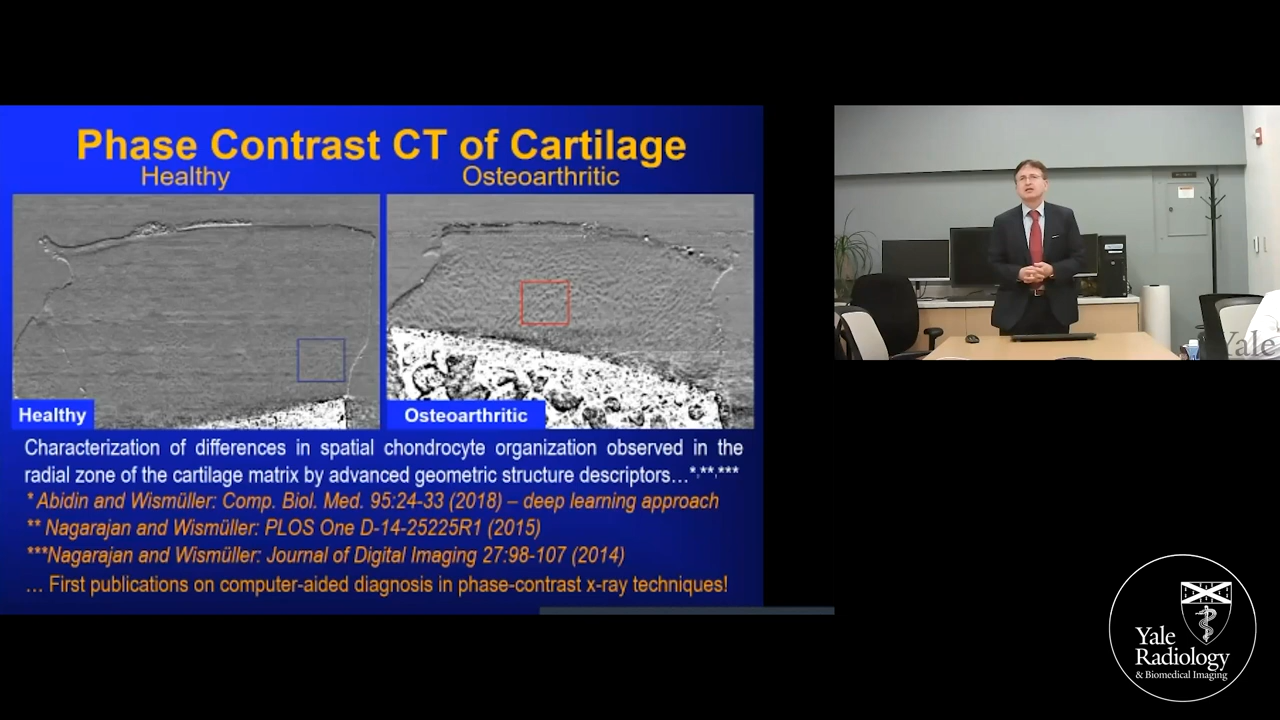 Phase Contrast CT of Cartilage
Healthy Osteoarthritic
Healthy
Osteoarthritic
Characterization of differences in spatial chondrocyte organization observed in the
radial zone of the cartilage matrix by advanced geometric structure descriptors…*,**,***
* Abidin and Wismüller: Comp. Biol. Med. 95:24-33 (2018) – deep learning approach
** Nagarajan and Wismüller: PLOS One D-14-25225R1 (2015)
***Nagarajan and Wismüller: Journal of Digital Imaging 27:98-107 (2014)
… First publications on computer-aided diagnosis in phase-contrast x-ray techniques!
Yale
Yale
Radiology
& Biomedical Imaging